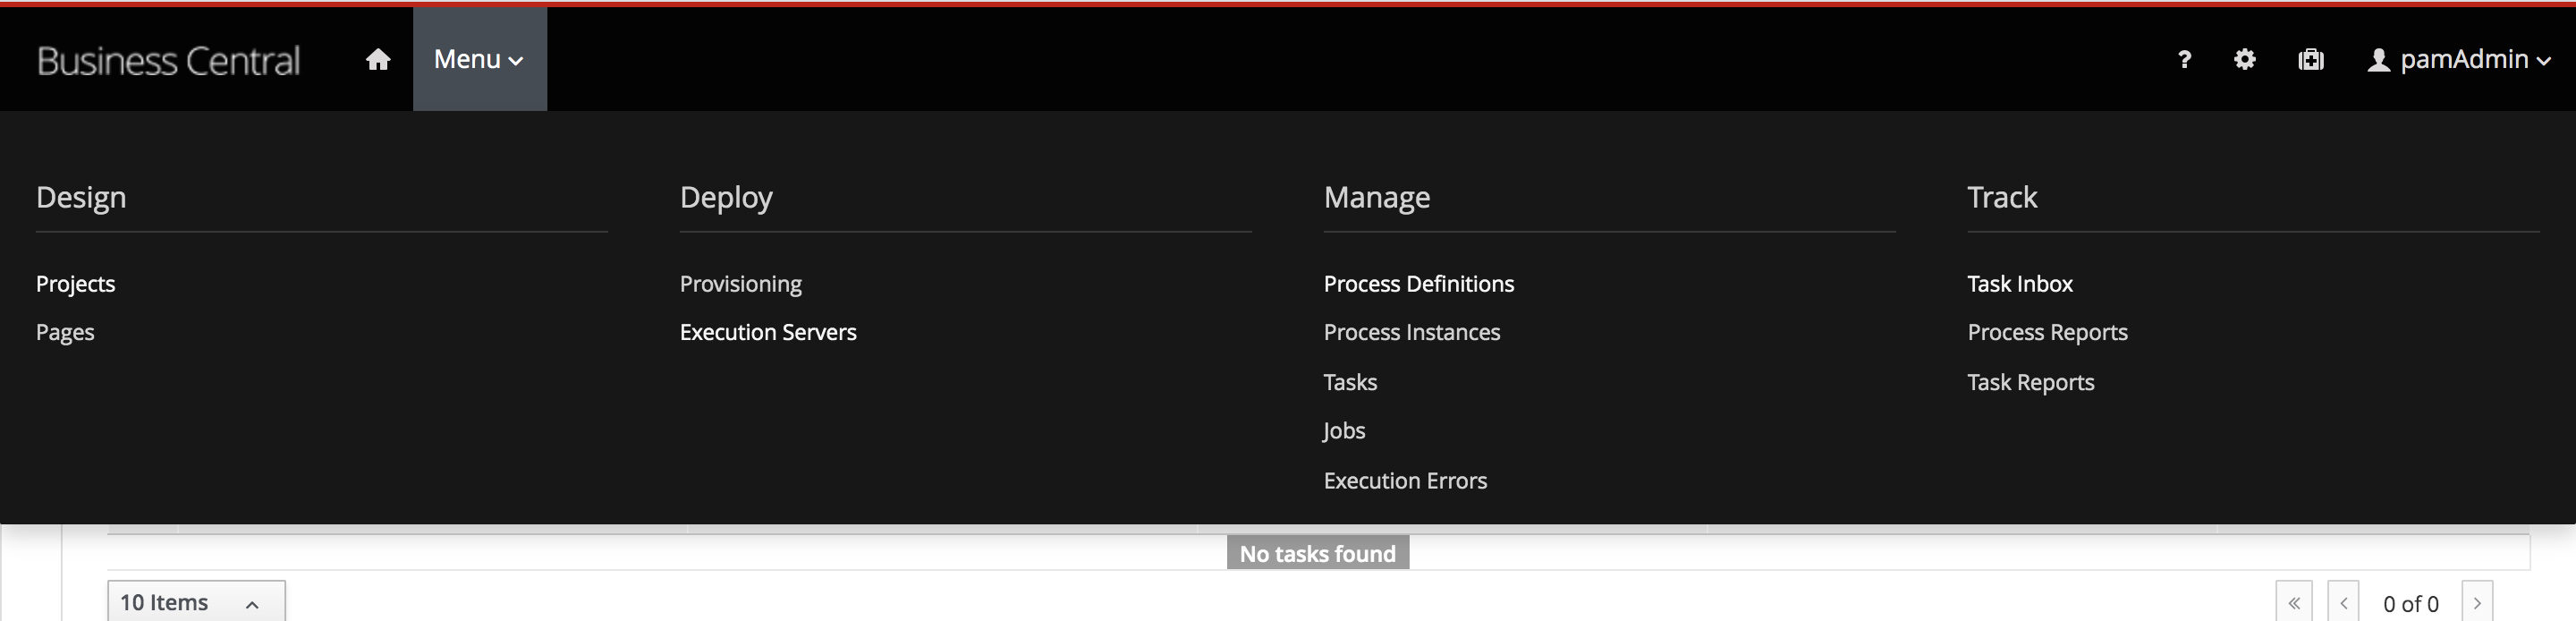 Business Central
Menu
?
pamAdmin
Design
Projects
Pages
Deploy
Provisioning
Execution Servers
Manage
Process Definitions
Process Instances
Tasks
Jobs
Execution Errors
Track
Task Inbox
Process Reports
Task Reports
No tasks found
10 Items
« ‹ 0 of 0 ›